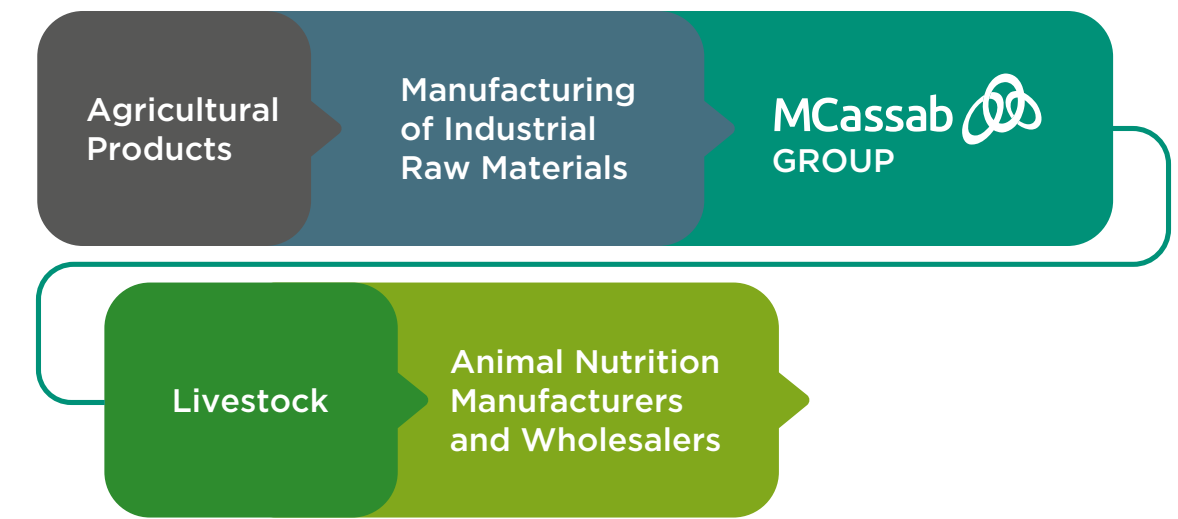 Agricultural
Products
Manufacturing
of Industrial
Raw Materials
MCassab
GROUP
Livestock
Animal Nutrition
Manufacturers
and Wholesalers